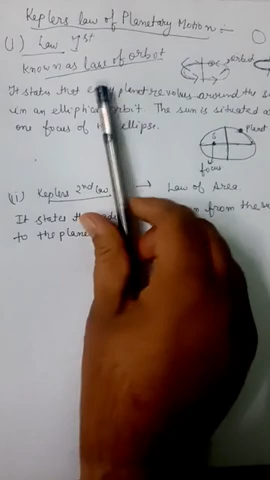 Keplers law of Planetary Motion :-
(i) Law 1st
Known as law of orbet
orbit
It states that planet revolves around the
in an elliptical orbit. The sun is situated a
one focus of ellipse.
Planet
S
focus
(ii) Keplers 2nd law → Law of Area.
It states from the su
to the plane